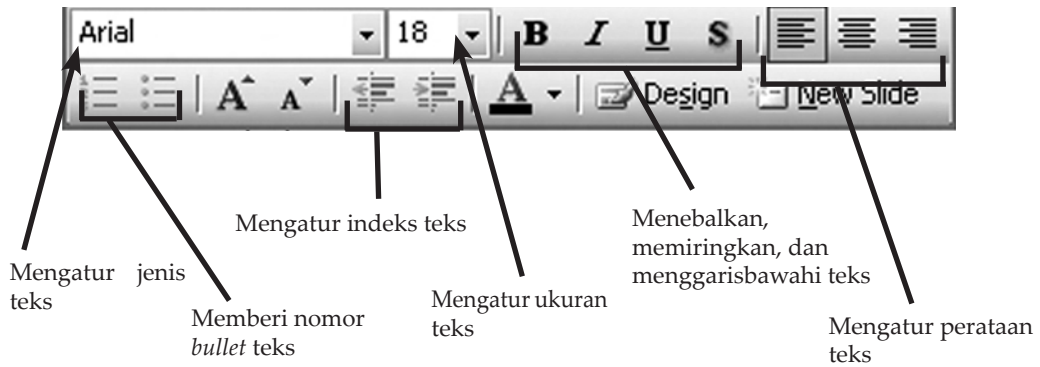 Arial 18 B I U S
A A A Design New Slide
Mengatur indeks teks
Menebalkan,
memiringkan, dan
menggarisbawahi teks
Mengatur jenis
teks
Memberi nomor
bullet teks
Mengatur ukuran
teks
Mengatur perataan
teks